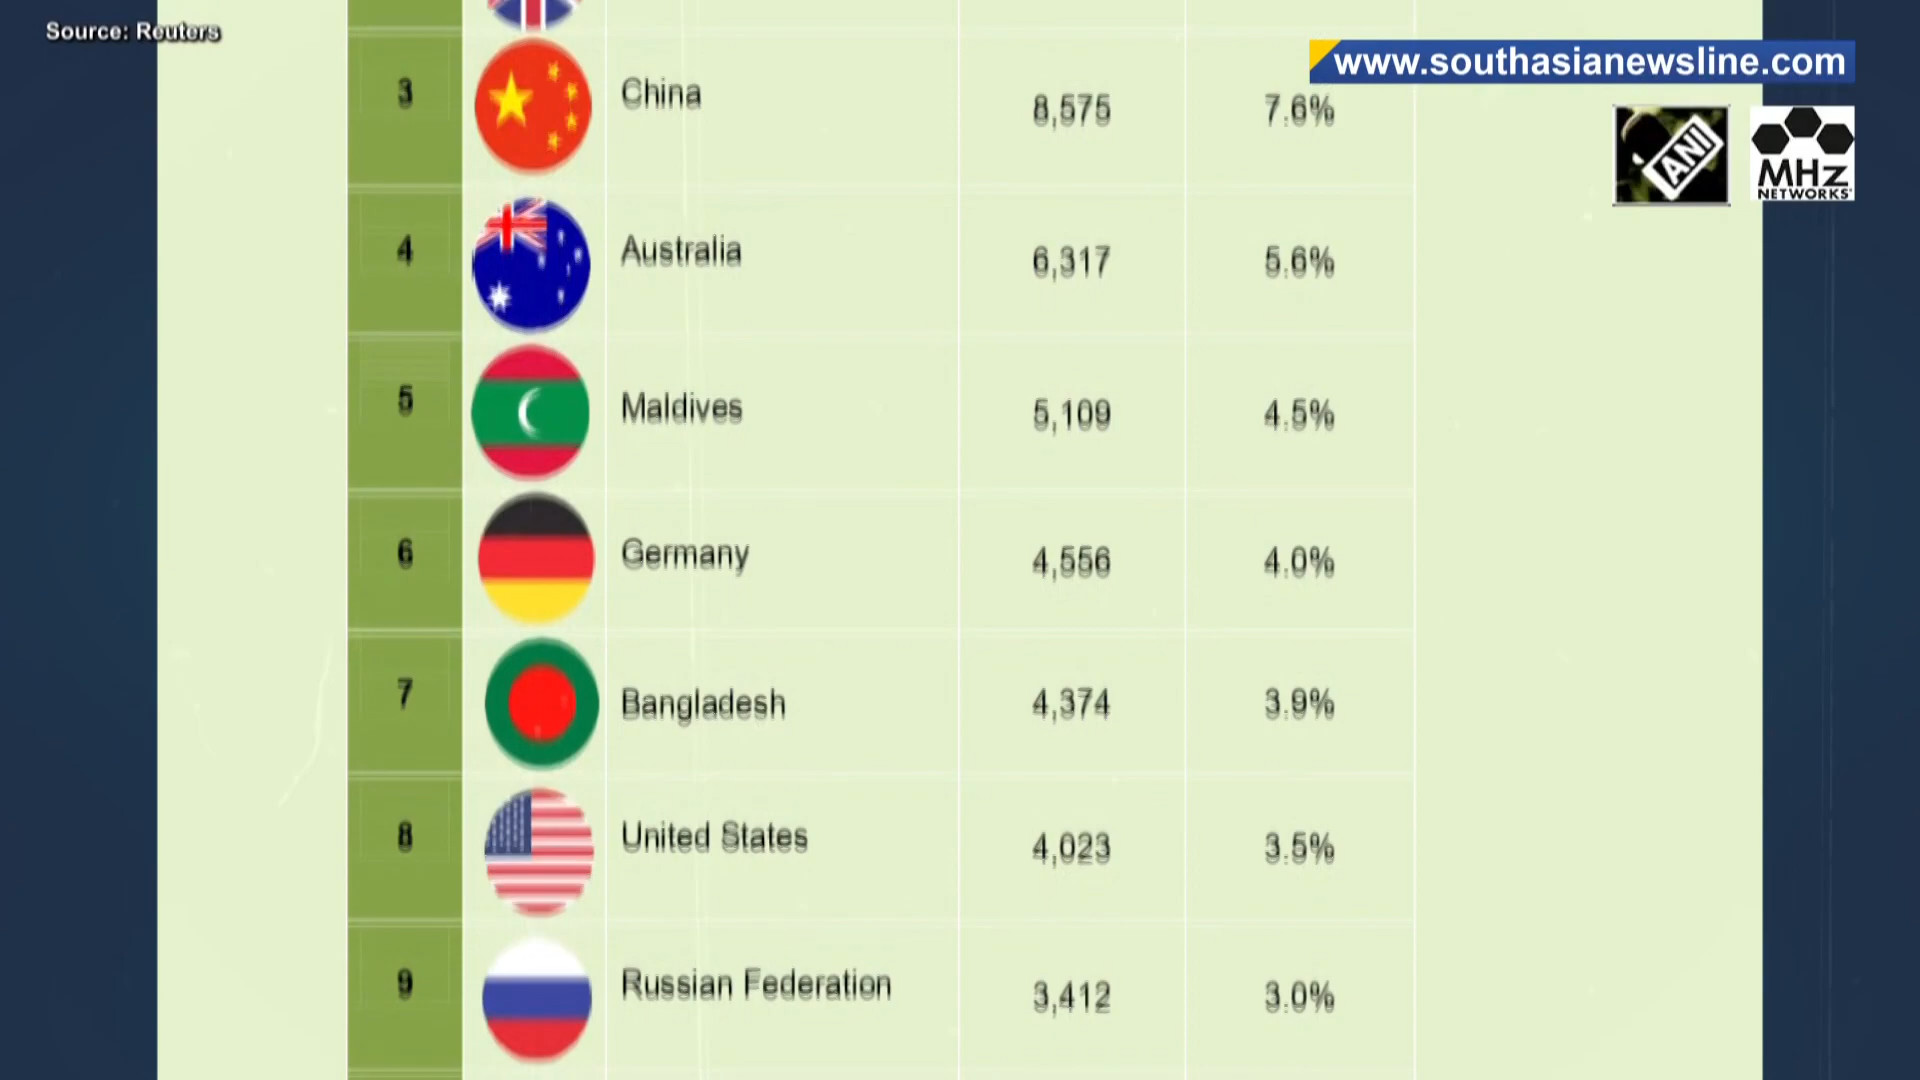 Source: Reuters
www.southasianewsline.com
ANI
MHz
NETWORKS
3 China 8,575 7.6%
4 Australia 6,317 5.6%
5 Maldives 5,109 4.5%
6 Germany 4,556 4.0%
7 Bangladesh 4,374 3.9%
8 United States 4,023 3.5%
9 Russian Federation 3,412 3.0%